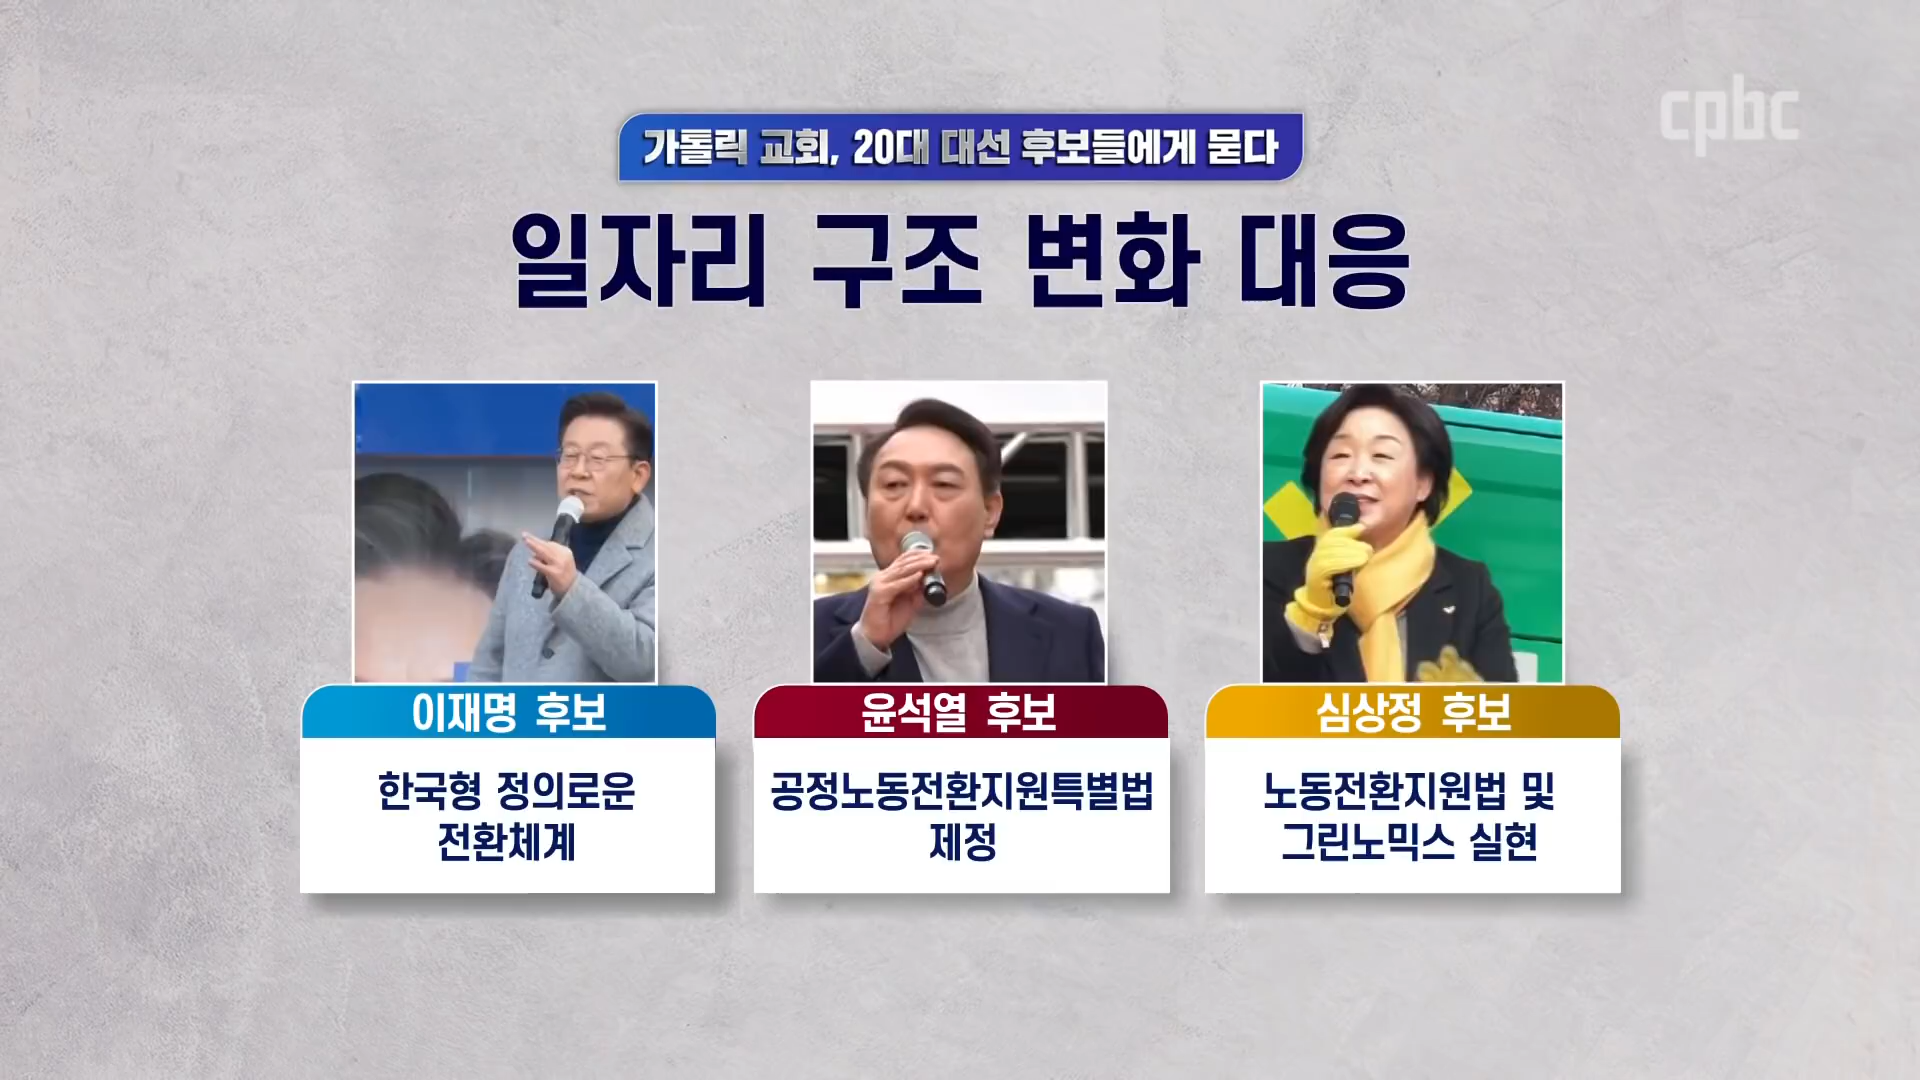 cpbc
가톨릭 교회, 20대 대선 후보들에게 묻다
일자리 구조 변화 대응
이재명 후보
한국형 정의로운
전환체계
윤석열 후보
공정노동전환지원특별법
제정
심상정 후보
노동전환지원법 및
그린노믹스 실현